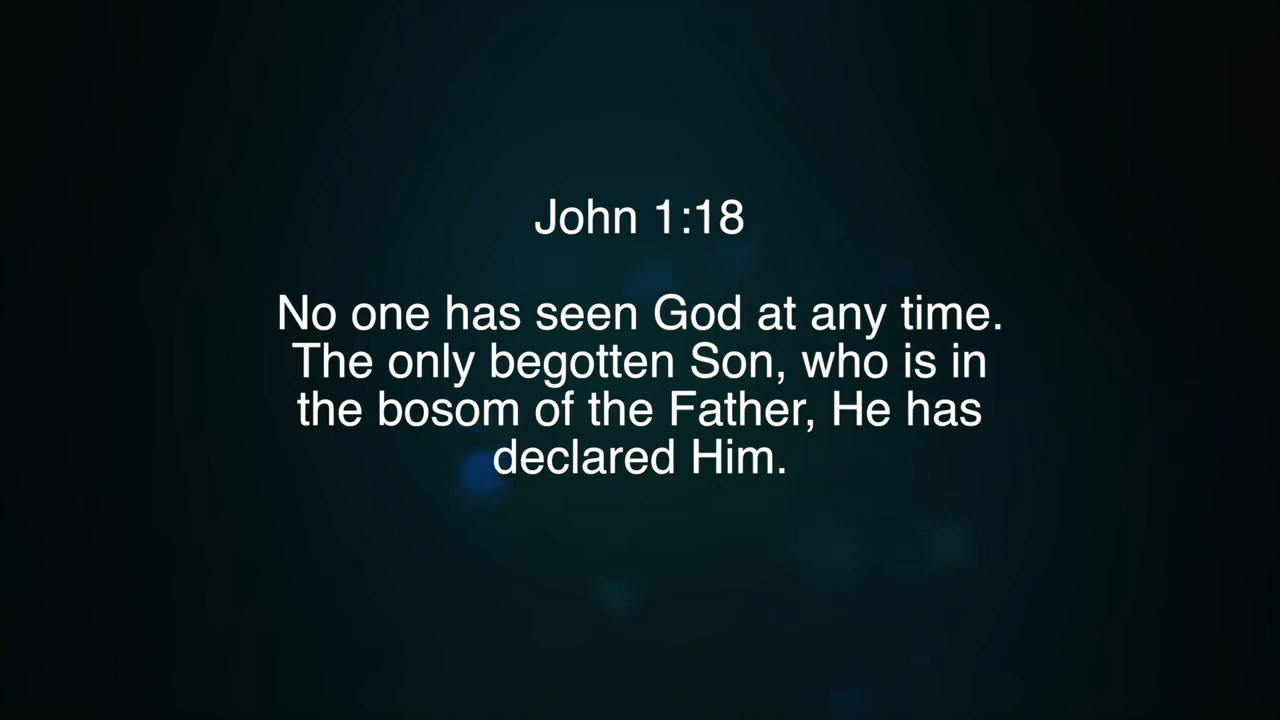 John 1:18
No one has seen God at any time.
The only begotten Son, who is in
the bosom of the Father, He has
declared Him.